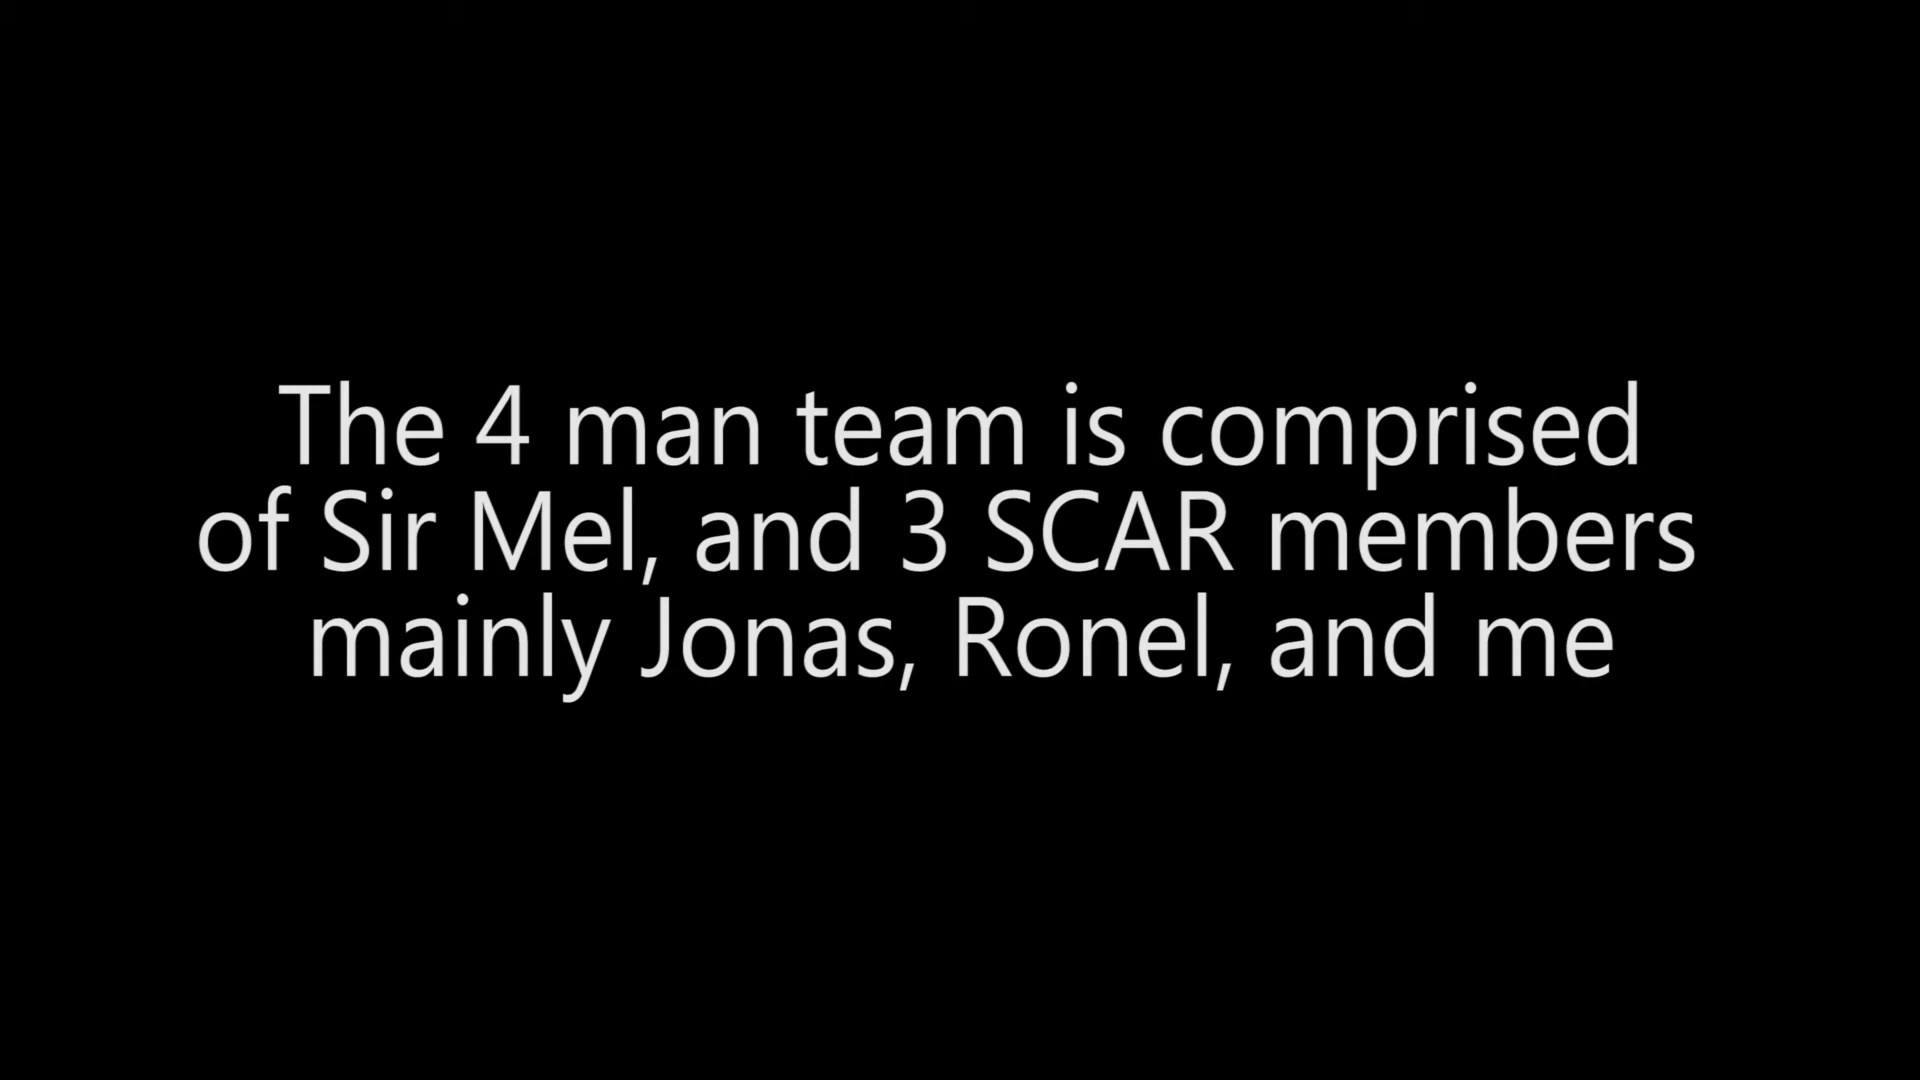 The 4 man team is comprised
of Sir Mel, and 3 SCAR members
mainly Jonas, Ronel, and me